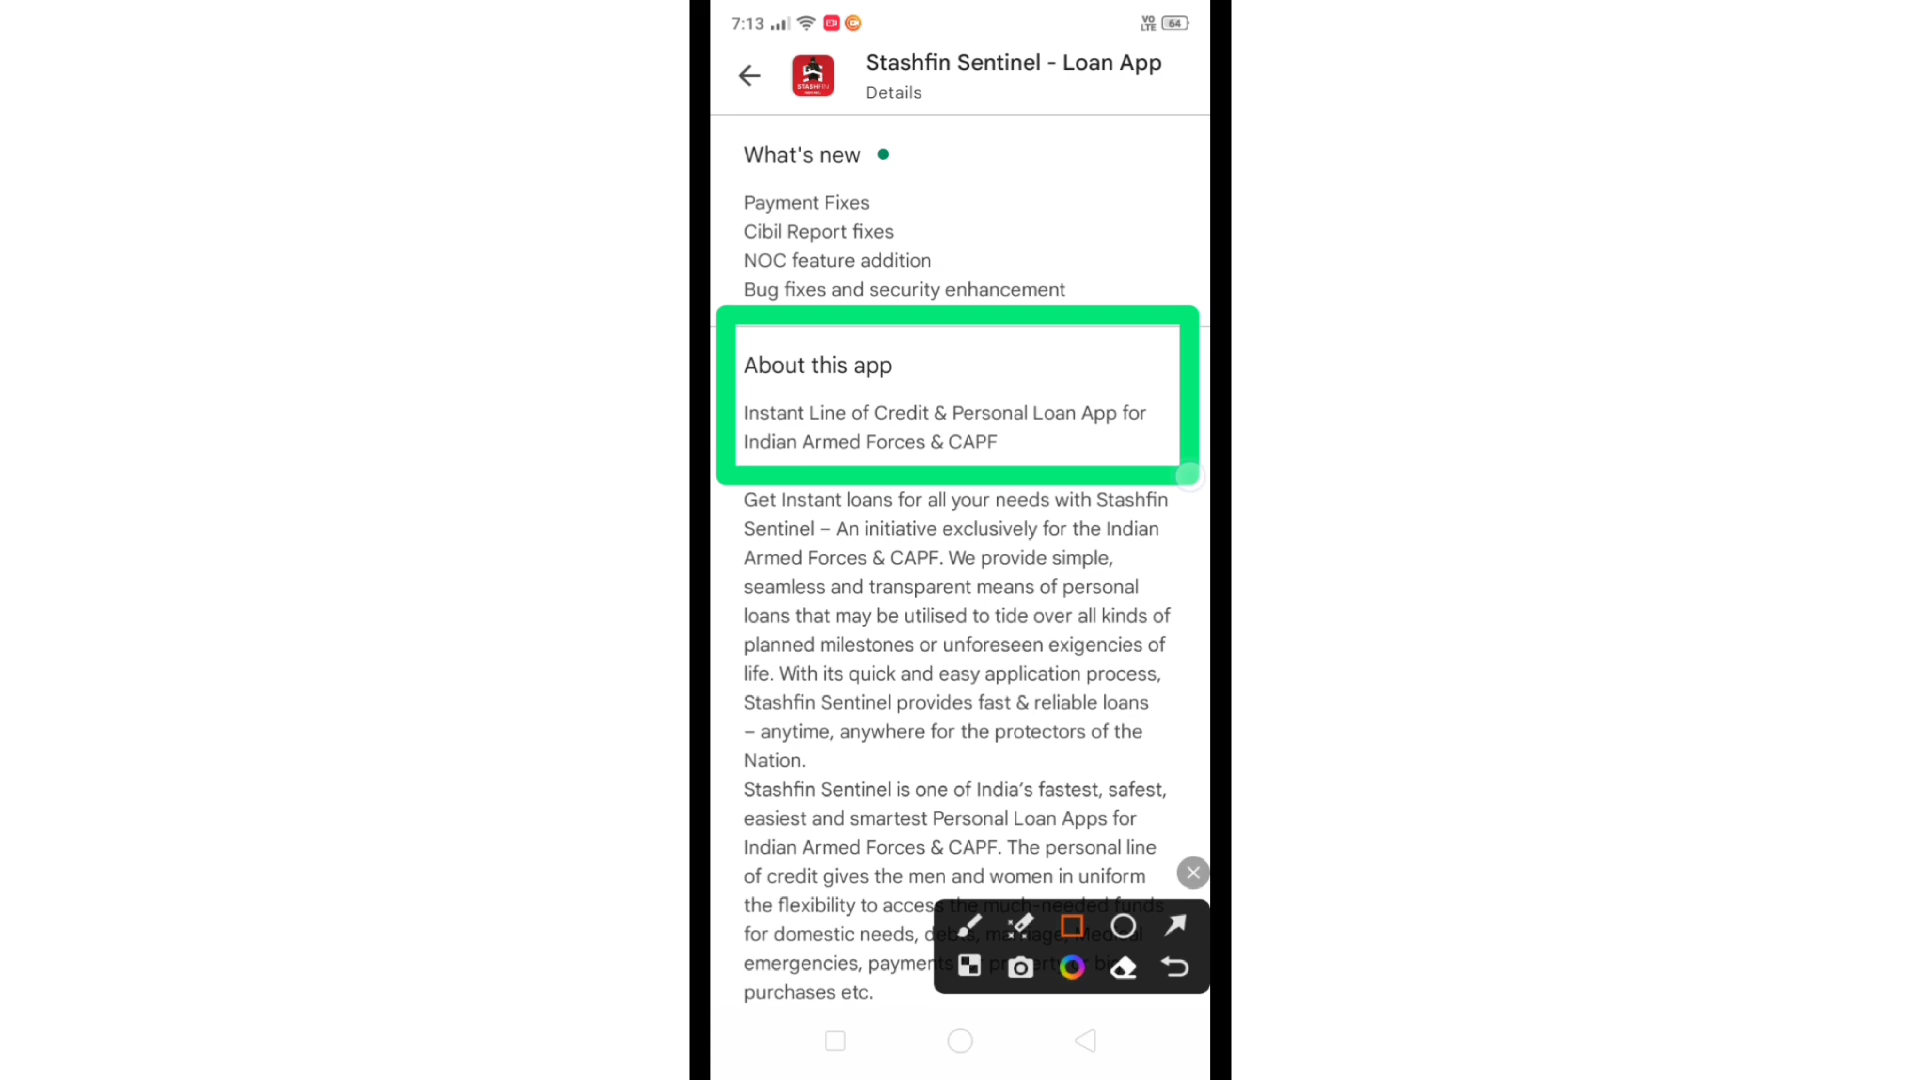 7:13
VO
LTE
64
Stashfin Sentinel - Loan App
STASHFIN
Details
What's new
Payment Fixes
Cibil Report fixes
NOC feature addition
Bug fixes and security enhancement
About this app
Instant Line of Credit & Personal Loan App for
Indian Armed Forces & CAPF
Get Instant loans for all your needs with Stashfin
Sentinel – An initiative exclusively for the Indian
Armed Forces & CAPF. We provide simple,
seamless and transparent means of personal
loans that may be utilised to tide over all kinds of
planned milestones or unforeseen exigencies of
life. With its quick and easy application process,
Stashfin Sentinel provides fast & reliable loans
– anytime, anywhere for the protectors of the
Nation.
Stashfin Sentinel is one of India's fastest, safest,
easiest and smartest Personal Loan Apps for
Indian Armed Forces & CAPF. The personal line
of credit gives the men and women in uniform
the flexibility to access the much-needed funds
for domestic needs, debts, marriage, Medical
emergencies, payments
purchases etc.